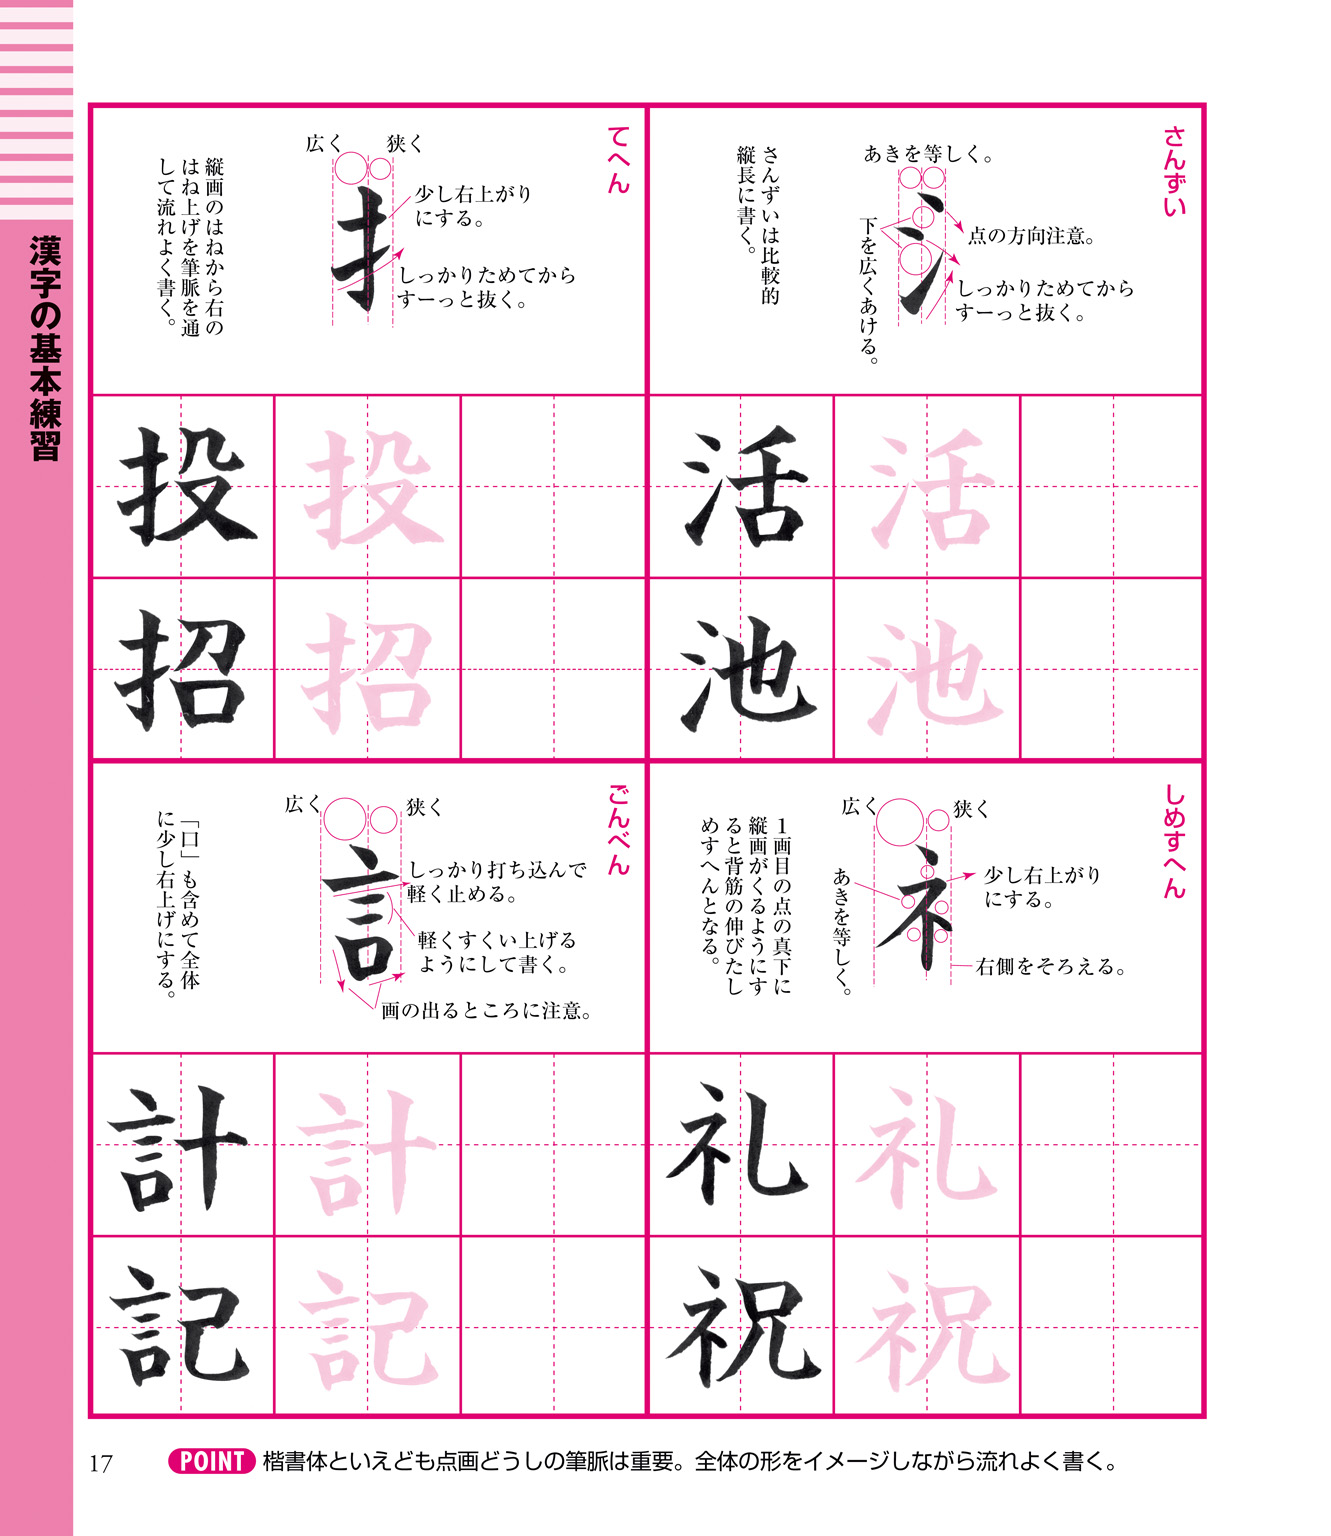 漢字の基本練習
さんずい
あきを等しく。
点の方向注意。
しっかりためてから
すーっと抜く。
下を広くあける。
さんずいは比較的
縦長に書く。
氵
活 活
池 池
てへん
広く 狭く
少し右上がり
にする。
しっかりためてから
すーっと抜く。
縦画のはねから右の
はね上げを筆脈を通
して流れよく書く。
扌
投 投
招 招
しめすへん
広く 狭く
少し右上がり
にする。
右側をそろえる。
あきを等しく。
1画目の点の真下に
縦画がくるようにす
ると背筋の伸びたし
めすへんとなる。
礻
礼 礼
祝 祝
ごんべん
広く 狭く
しっかり打ち込んで
軽く止める。
軽くすくい上げる
ようにして書く。
画の出るところに注意。
「口」も含めて全体
に少し右上げにする。
言
計 計
記 記
17
POINT 楷書体といえども点画どうしの筆脈は重要。全体の形をイメージしながら流れよく書く。